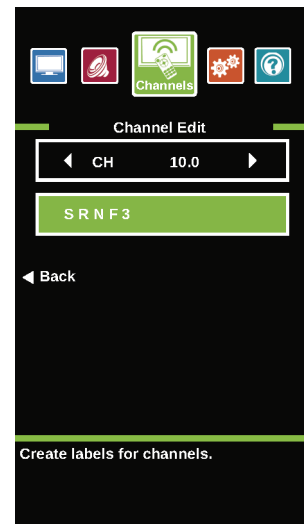 Channels
Channel Edit
CH 10.0
S R N F 3
Back
Create labels for channels.